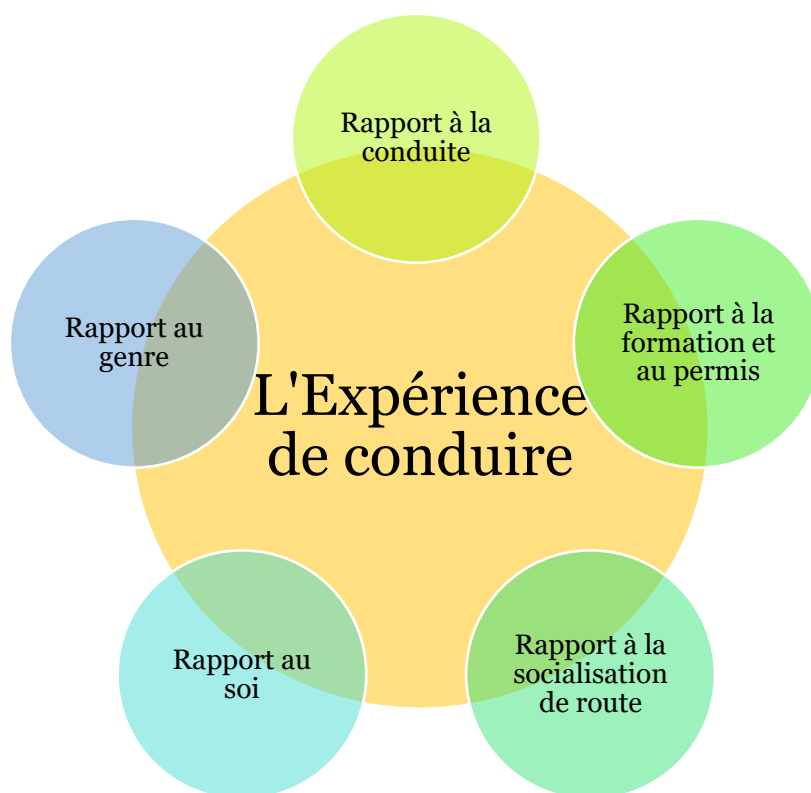 Rapport à la
conduite
Rapport à la
formation et
au permis
Rapport à la
socialisation
de route
Rapport au
soi
Rapport au
genre
L'Expérience
de conduire